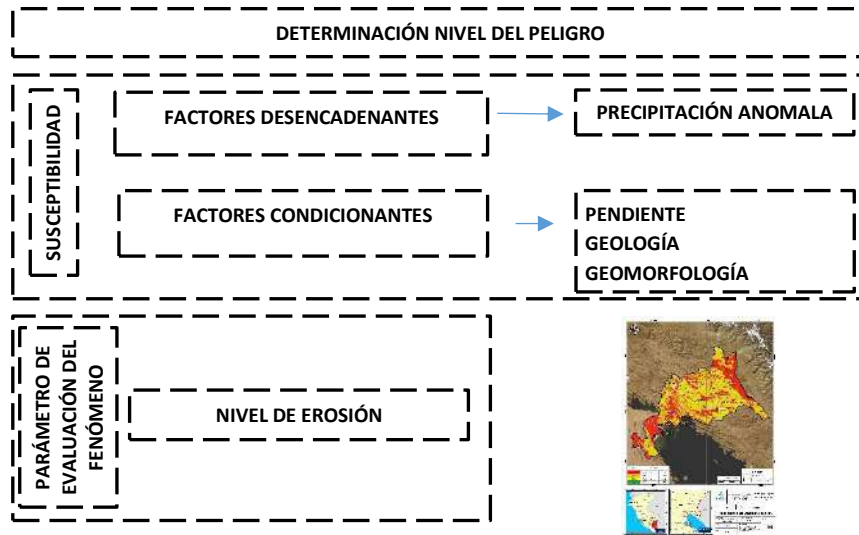 DETERMINACIÓN NIVEL DEL PELIGRO
SUSCEPTIBILIDAD
FACTORES DESENCADENANTES
PRECIPITACIÓN ANOMALA
FACTORES CONDICIONANTES
PENDIENTE
GEOLOGÍA
GEOMORFOLOGÍA
PARÁMETRO DE
EVALUACIÓN DEL
FENÓMENO
NIVEL DE EROSIÓN